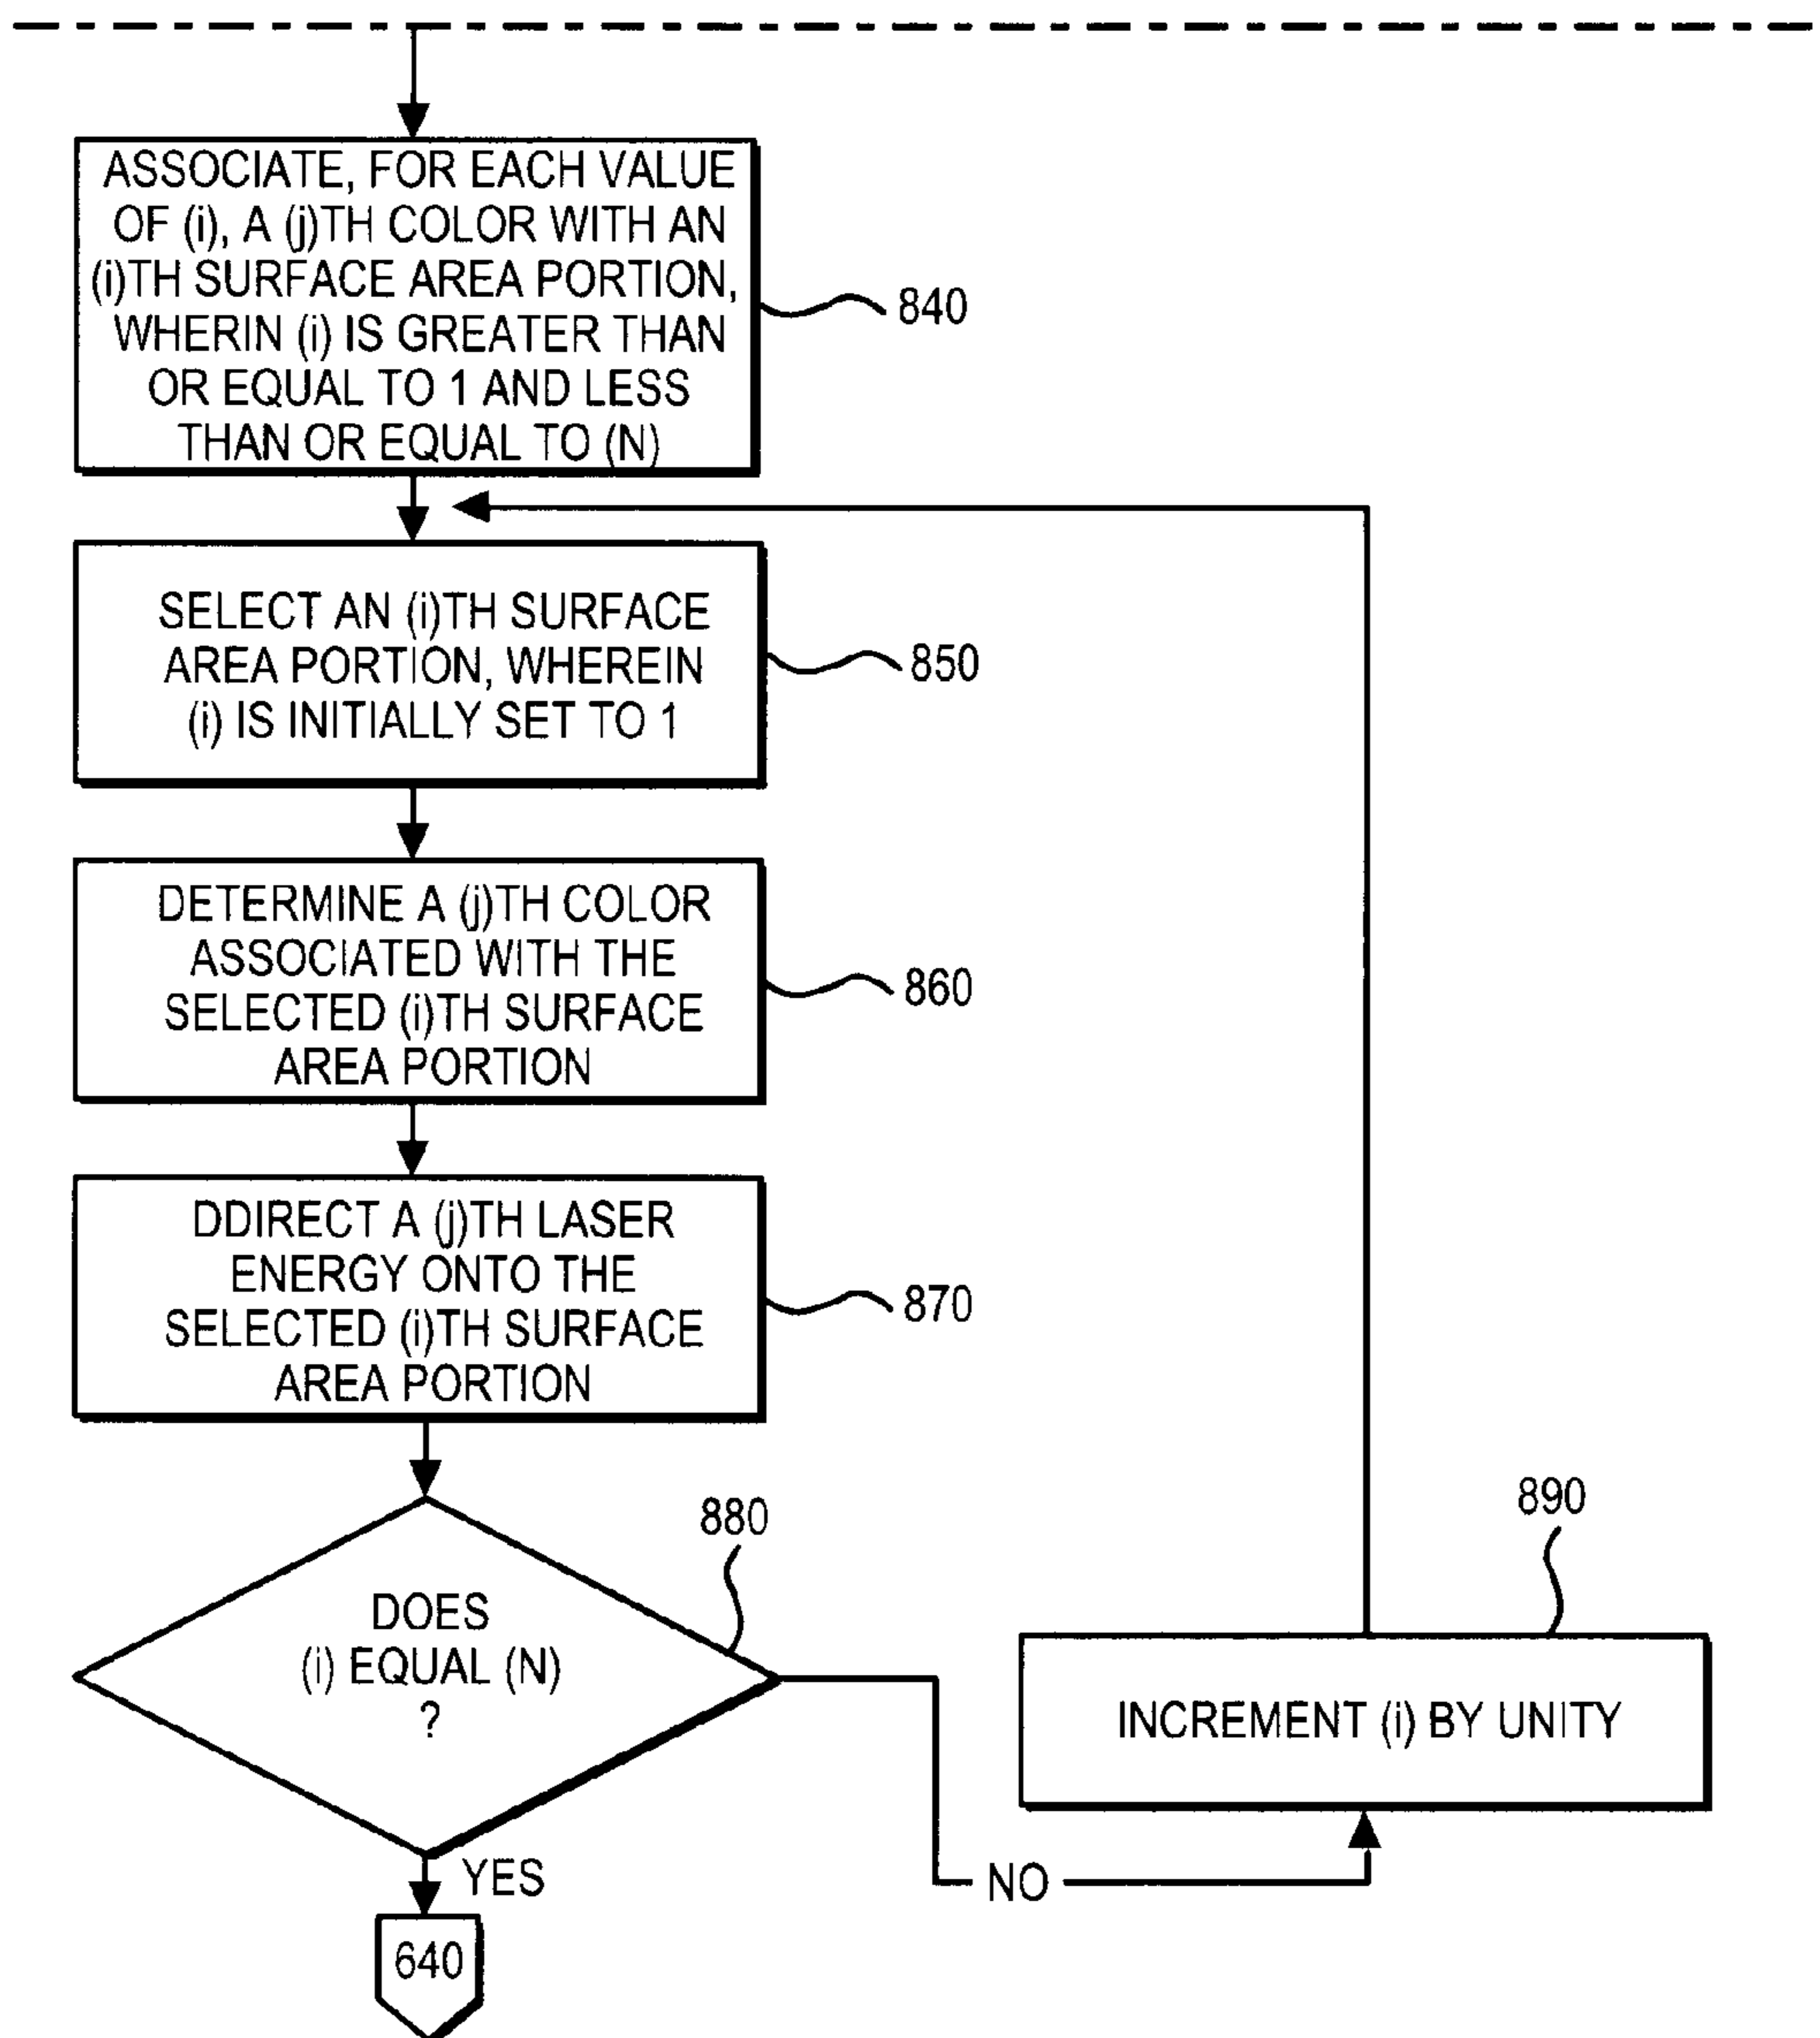 ASSOCIATE, FOR EACH VALUE
OF (i), A (j)TH COLOR WITH AN
(i)TH SURFACE AREA PORTION,
WHERIN (i) IS GREATER THAN
OR EQUAL TO 1 AND LESS
THAN OR EQUAL TO (N)
840
SELECT AN (i)TH SURFACE
AREA PORTION, WHEREIN
(i) IS INITIALLY SET TO 1
850
DETERMINE A (j)TH COLOR
ASSOCIATED WITH THE
SELECTED (i)TH SURFACE
AREA PORTION
860
DDIRECT A (j)TH LASER
ENERGY ONTO THE
SELECTED (i)TH SURFACE
AREA PORTION
870
880
DOES
(i) EQUAL (N)
?
890
INCREMENT (i) BY UNITY
NO
YES
640